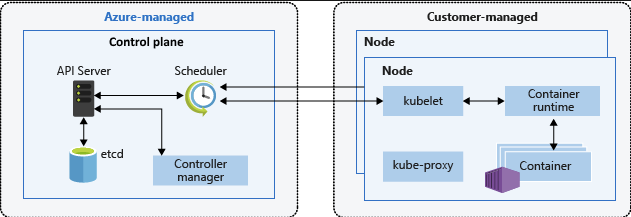 Azure-managed
Control plane
API Server
Scheduler
etcd
Controller
manager
Customer-managed
Node
Node
kubelet
Container
runtime
kube-proxy
Container